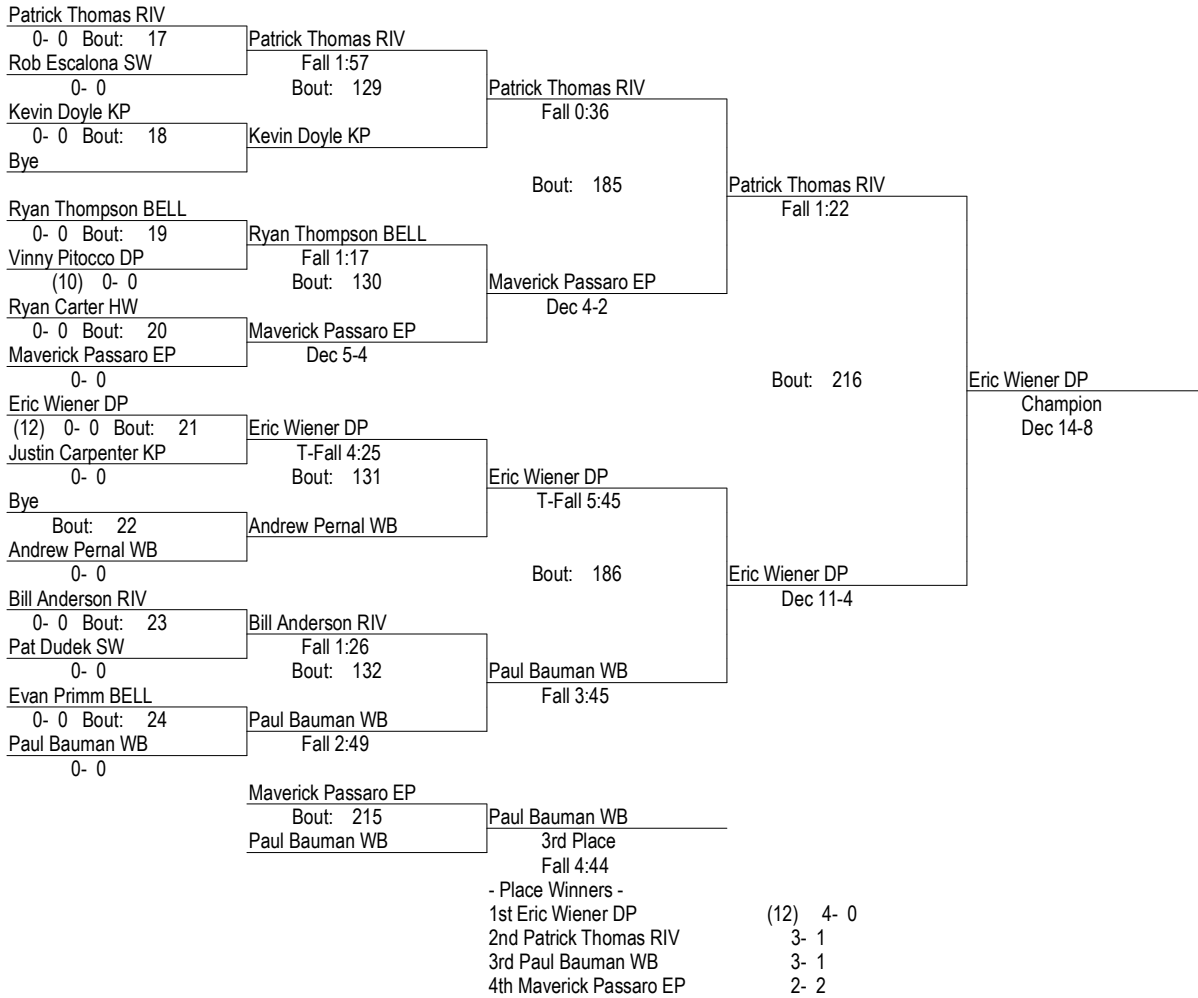 Patrick Thomas RIV
0- 0 Bout: 17
Patrick Thomas RIV
Rob Escalona SW
Fall 1:57
0- 0
Bout: 129
Patrick Thomas RIV
Kevin Doyle KP
Fall 0:36
0- 0 Bout: 18
Kevin Doyle KP
Bye
Bout: 185
Patrick Thomas RIV
Ryan Thompson BELL
Fall 1:22
0- 0 Bout: 19
Ryan Thompson BELL
Vinny Pitocco DP
Fall 1:17
(10) 0- 0
Bout: 130
Maverick Passaro EP
Ryan Carter HW
Dec 4-2
0- 0 Bout: 20
Maverick Passaro EP
Maverick Passaro EP
Dec 5-4
0- 0
Bout: 216
Eric Wiener DP
Eric Wiener DP
Champion
(12) 0- 0 Bout: 21
Eric Wiener DP
Dec 14-8
Justin Carpenter KP
T-Fall 4:25
0- 0
Bout: 131
Eric Wiener DP
Bye
T-Fall 5:45
Bout: 22
Andrew Pernal WB
Andrew Pernal WB
0- 0
Bout: 186
Eric Wiener DP
Bill Anderson RIV
Dec 11-4
0- 0 Bout: 23
Bill Anderson RIV
Pat Dudek SW
Fall 1:26
0- 0
Bout: 132
Paul Bauman WB
Evan Primm BELL
Fall 3:45
0- 0 Bout: 24
Paul Bauman WB
Paul Bauman WB
Fall 2:49
0- 0
Maverick Passaro EP
Bout: 215
Paul Bauman WB
Paul Bauman WB
3rd Place
Fall 4:44
- Place Winners -
1st Eric Wiener DP (12) 4- 0
2nd Patrick Thomas RIV 3- 1
3rd Paul Bauman WB 3- 1
4th Maverick Passaro EP 2- 2